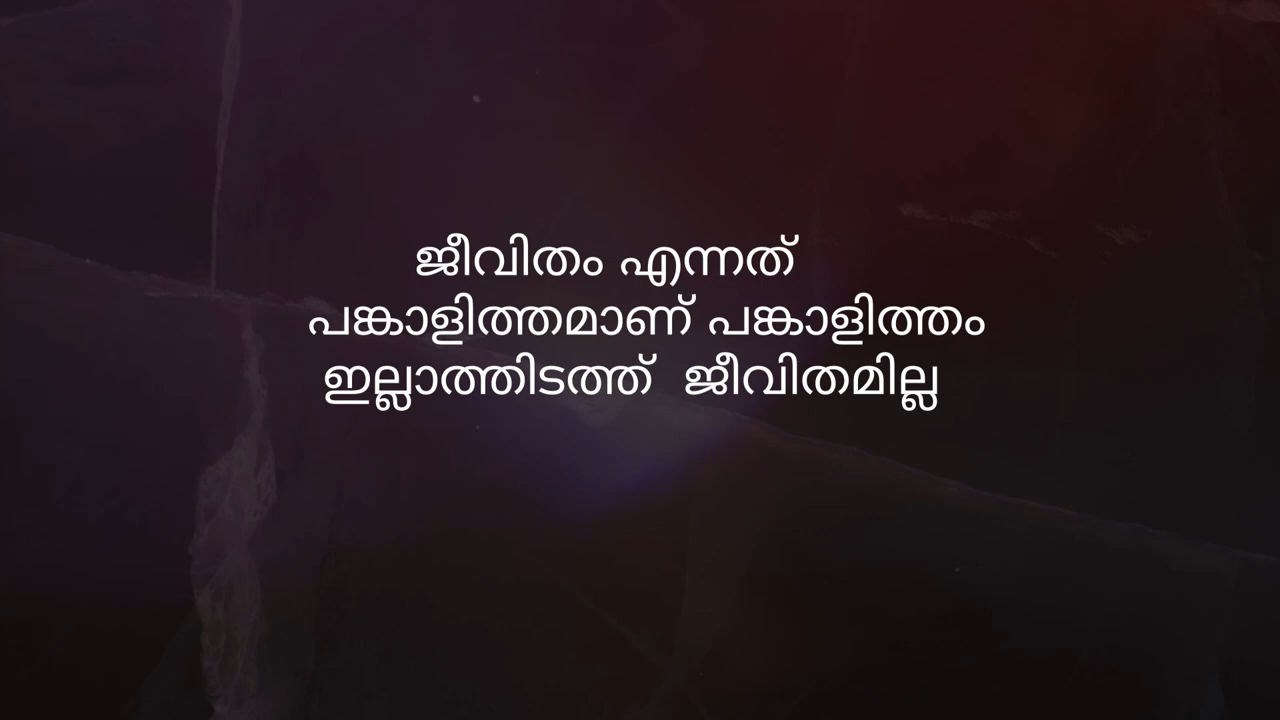 ജീവിതം എന്നത്
പങ്കാളിത്തമാണ് പങ്കാളിത്തം
ഇല്ലാത്തിടത്ത് ജീവിതമില്ല